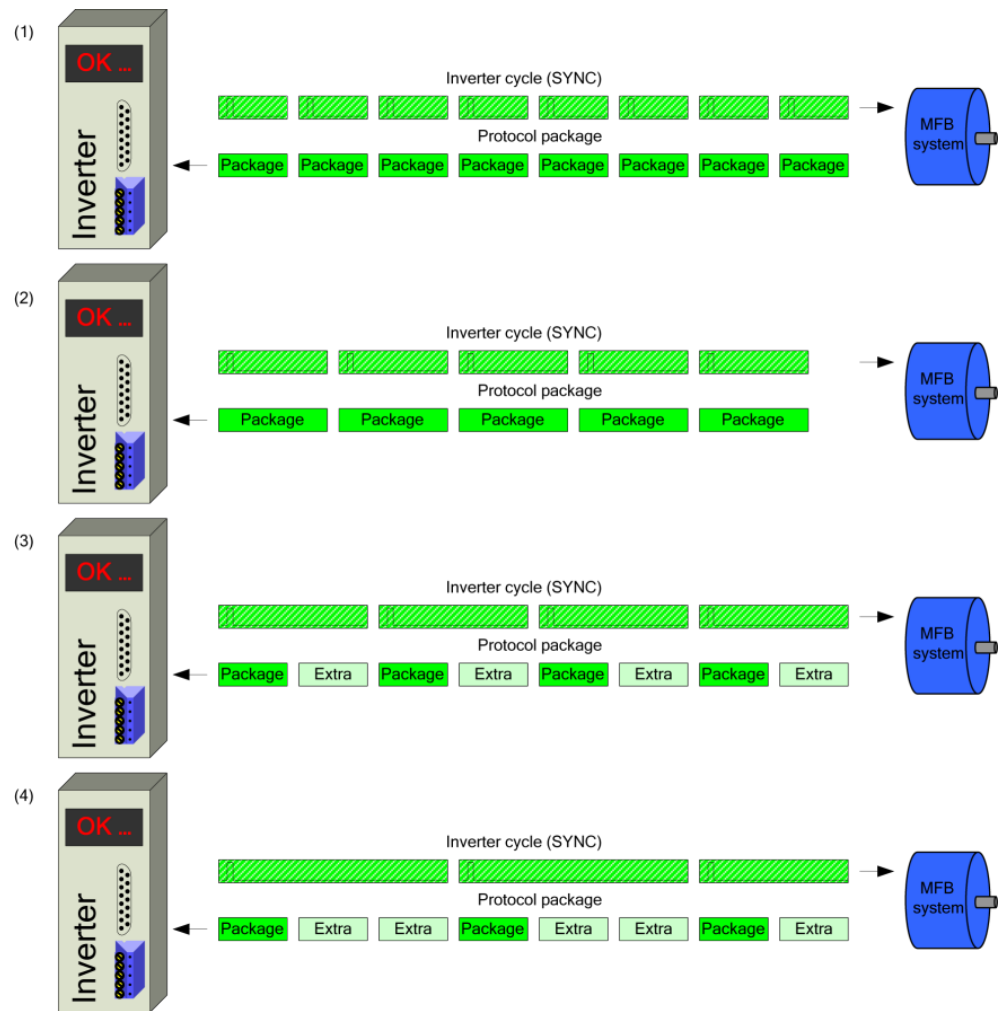 (1)
OK ...
Inverter
Inverter cycle (SYNC)
Protocol package
Package Package Package Package Package Package Package Package
MFB
system
(2)
OK ...
Inverter
Inverter cycle (SYNC)
Protocol package
Package Package Package Package Package
MFB
system
(3)
OK ...
Inverter
Inverter cycle (SYNC)
Protocol package
Package Extra Package Extra Package Extra Package Extra
MFB
system
(4)
OK ...
Inverter
Inverter cycle (SYNC)
Protocol package
Package Extra Extra Package Extra Extra Package Extra
MFB
system